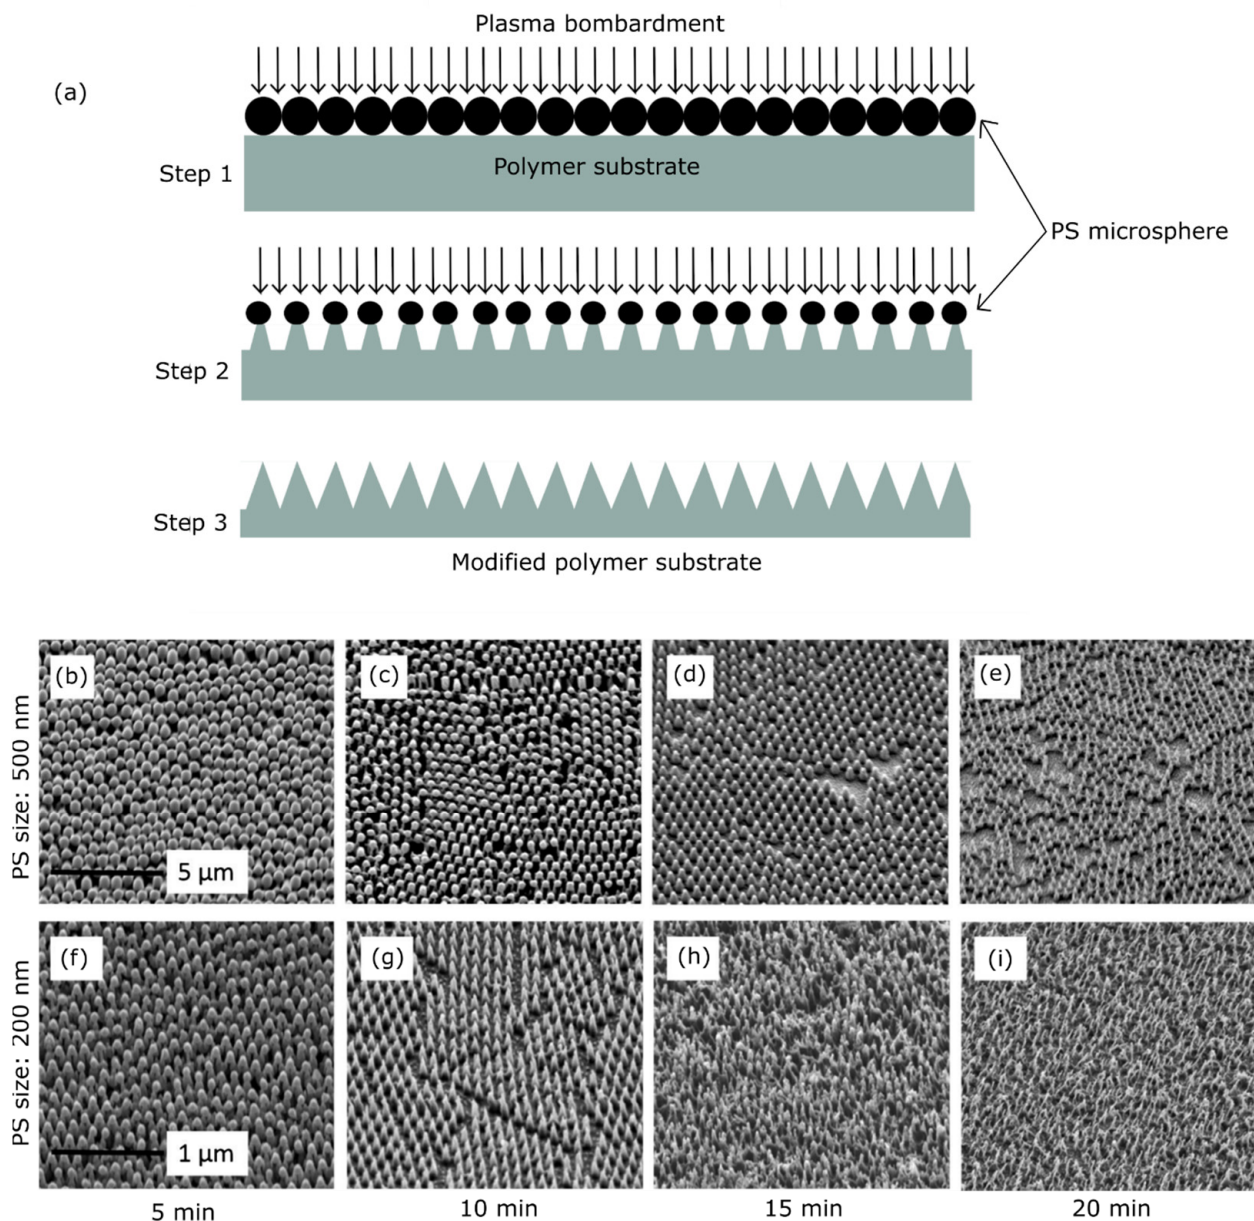 Plasma bombardment
(a)
Polymer substrate
Step 1
PS microsphere
Step 2
Step 3
Modified polymer substrate
PS size: 500 nm
(b)
(c)
(d)
(e)
5 μm
PS size: 200 nm
(f)
(g)
(h)
(i)
1 μm
5 min
10 min
15 min
20 min